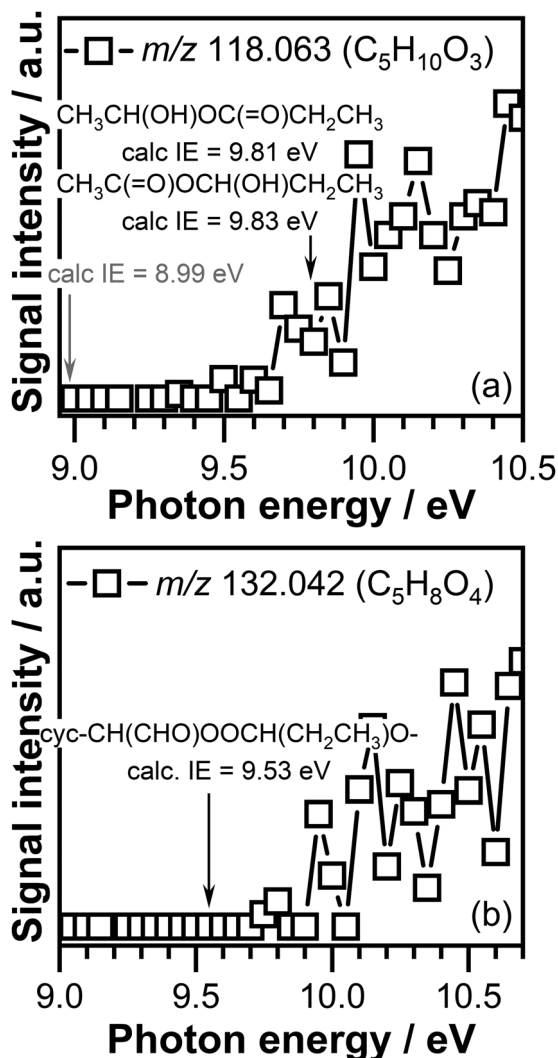 m/z 118.063 (C₅H₁₀O₃)
CH₃CH(OH)OC(=O)CH₂CH₃
calc IE = 9.81 eV
CH₃C(=O)OCH(OH)CH₂CH₃
calc IE = 9.83 eV
calc IE = 8.99 eV
(a)
Signal intensity / a.u.
9.0 9.5 10.0 10.5
Photon energy / eV
m/z 132.042 (C₅H₈O₄)
cyc-CH(CHO)OOCH(CH₂CH₃)O-
calc. IE = 9.53 eV
(b)
Signal intensity / a.u.
9.0 9.5 10.0 10.5
Photon energy / eV